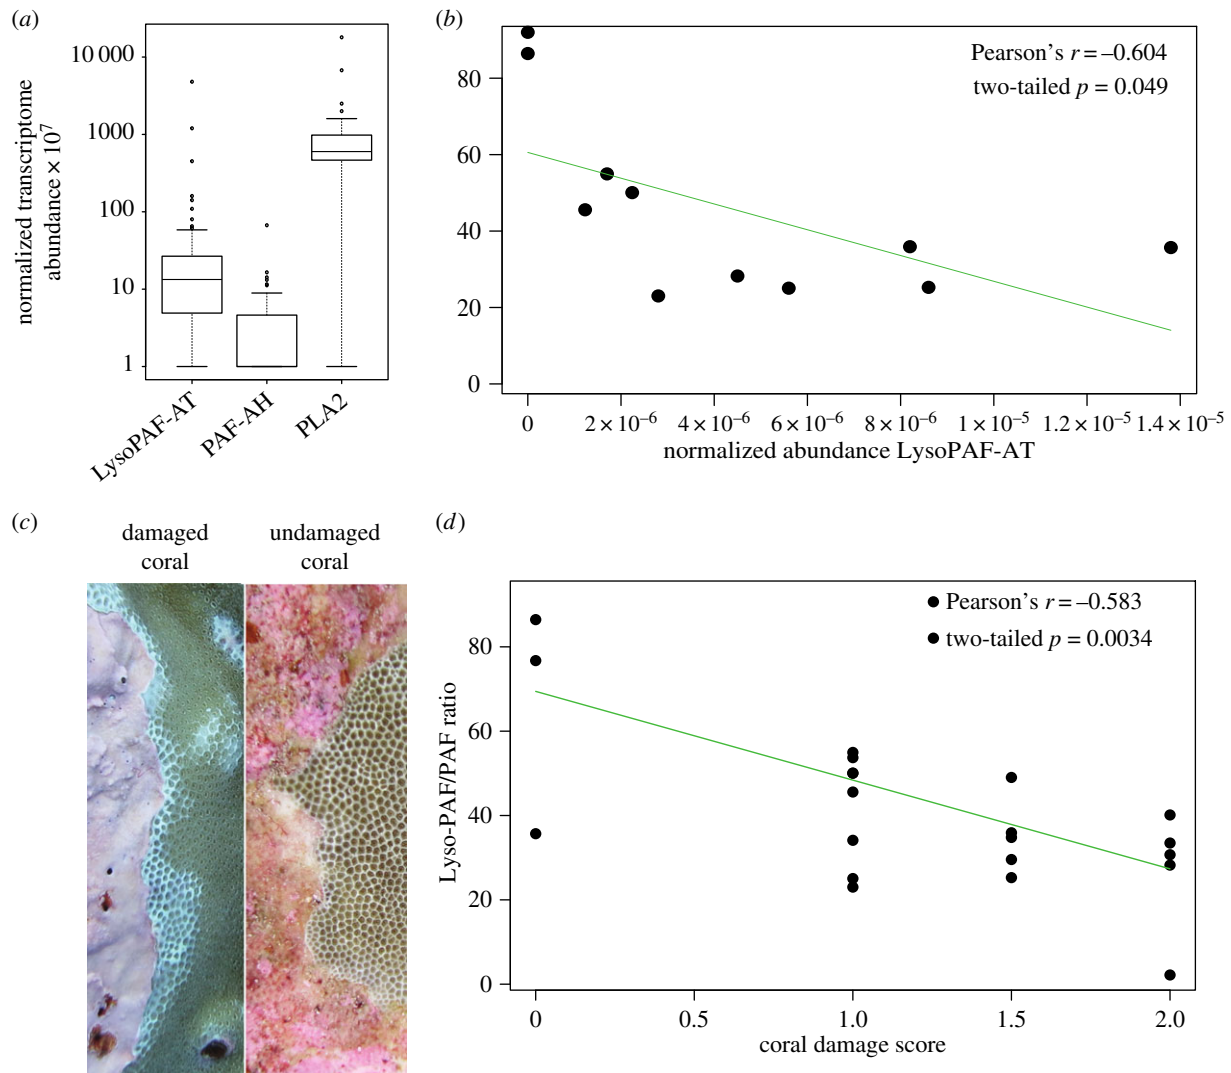 (a)
10 000
1000
100
10
1
normalized transcriptome
abundance × 10⁷
LysoPAF-AT
PAF-AH
PLA2
(b)
Pearson's r = –0.604
two-tailed p = 0.049
80
60
40
20
0
0
2 × 10⁻⁶
4 × 10⁻⁶
6 × 10⁻⁶
8 × 10⁻⁶
1 × 10⁻⁵
1.2 × 10⁻⁵
1.4 × 10⁻⁵
normalized abundance LysoPAF-AT
(c)
damaged
coral
undamaged
coral
(d)
Pearson's r = –0.583
two-tailed p = 0.0034
80
60
40
20
0
Lyso-PAF/PAF ratio
0
0.5
1.0
1.5
2.0
coral damage score